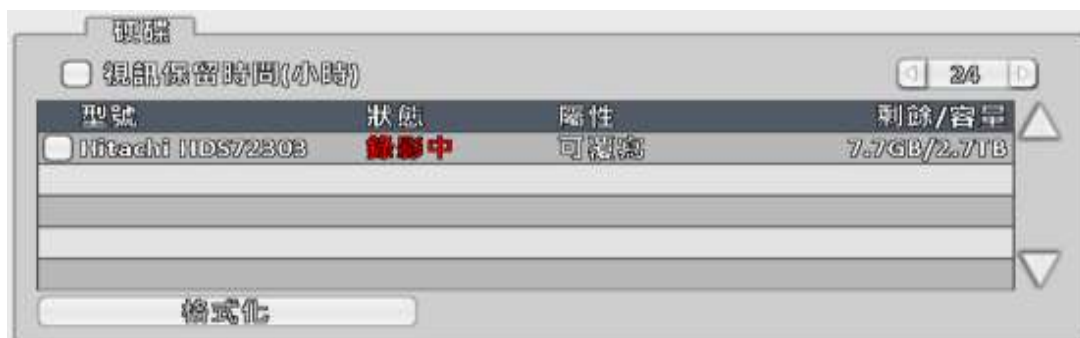 硬碟
視訊保留時間(小時) 24
型號 狀態 屬性 剩餘/容量
Hitachi HDS72303 錄影中 可複寫 7.7GB/2.7TB
格式化